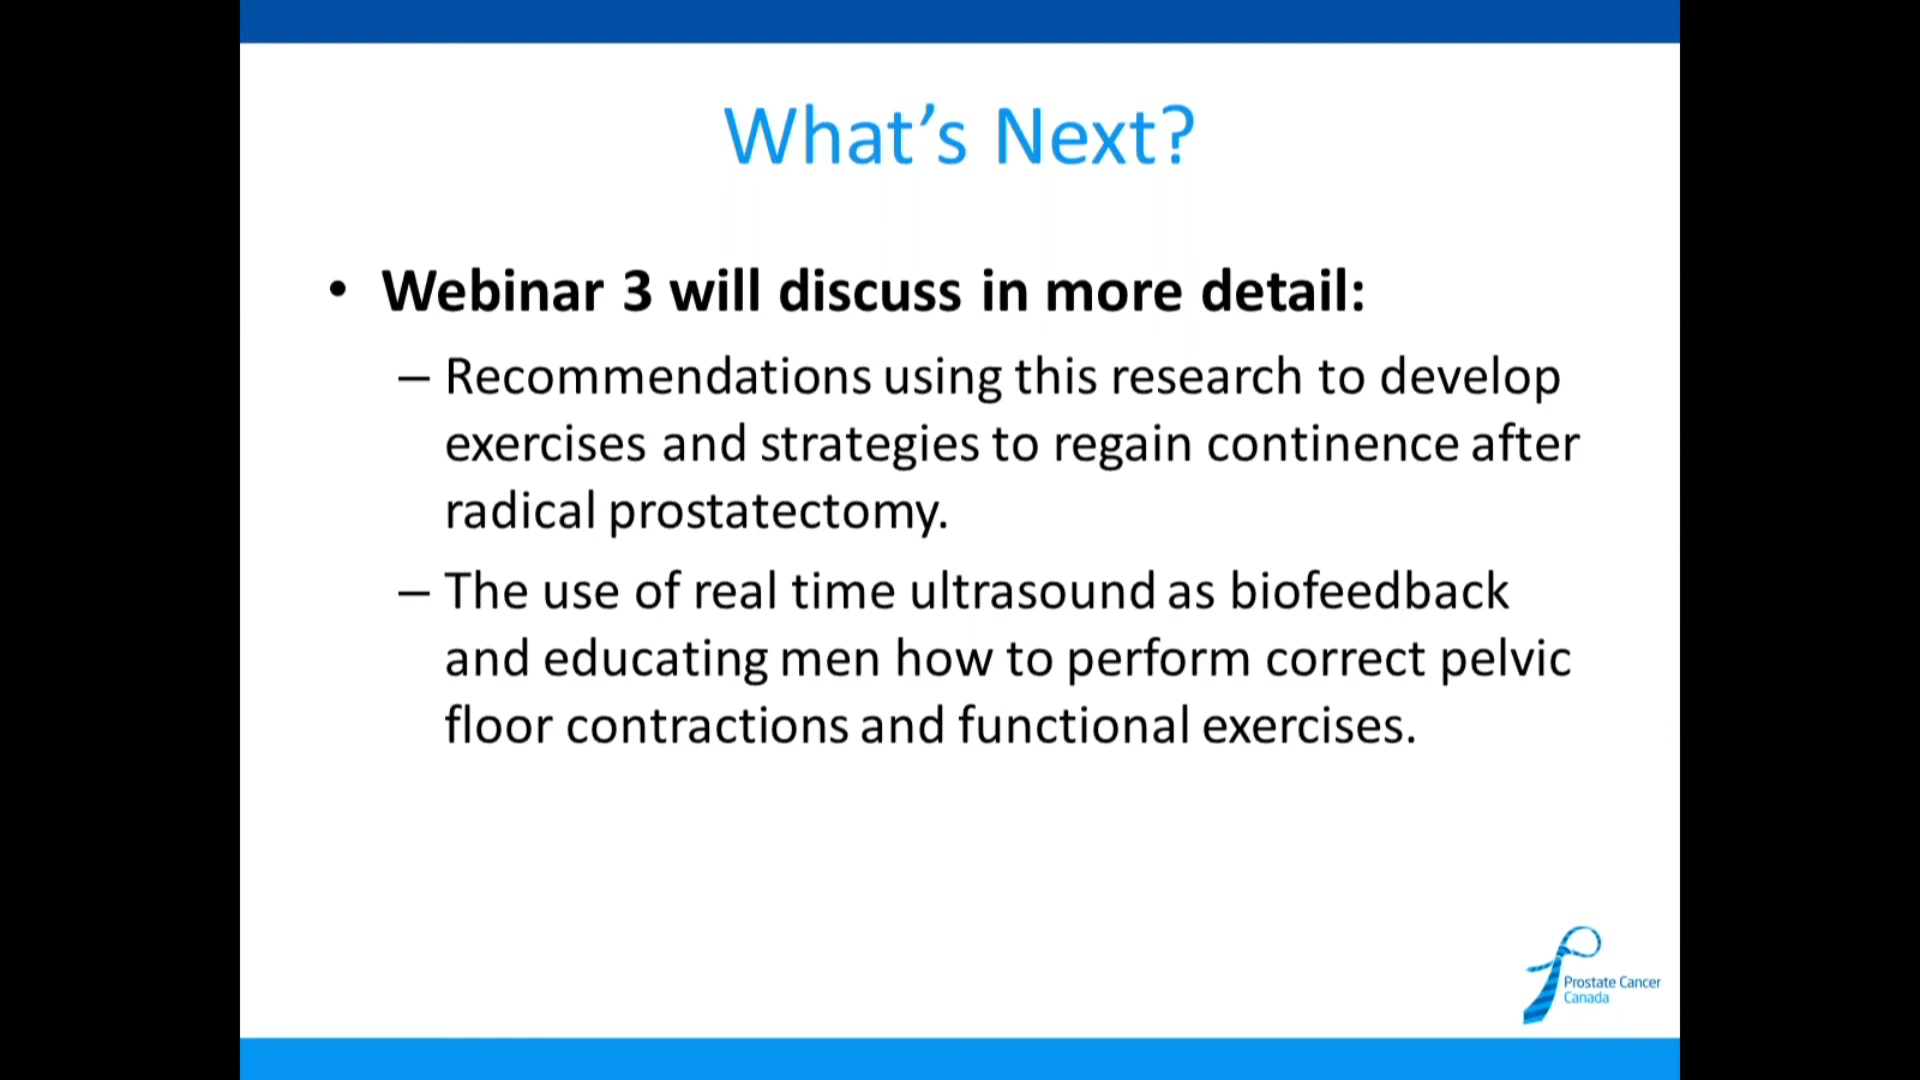 What’s Next?
• Webinar 3 will discuss in more detail:
– Recommendations using this research to develop
exercises and strategies to regain continence after
radical prostatectomy.
– The use of real time ultrasound as biofeedback
and educating men how to perform correct pelvic
floor contractions and functional exercises.
Prostate Cancer
Canada